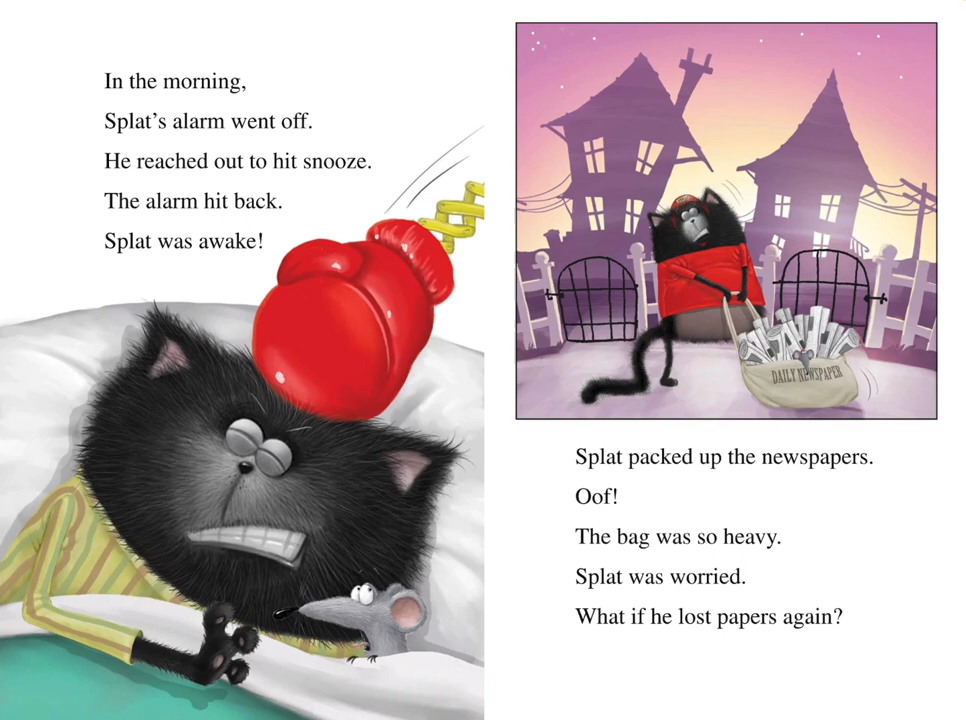 In the morning,
Splat’s alarm went off.
He reached out to hit snooze.
The alarm hit back.
Splat was awake!
DAILY NEWSPAPER
Splat packed up the newspapers.
Oof!
The bag was so heavy.
Splat was worried.
What if he lost papers again?